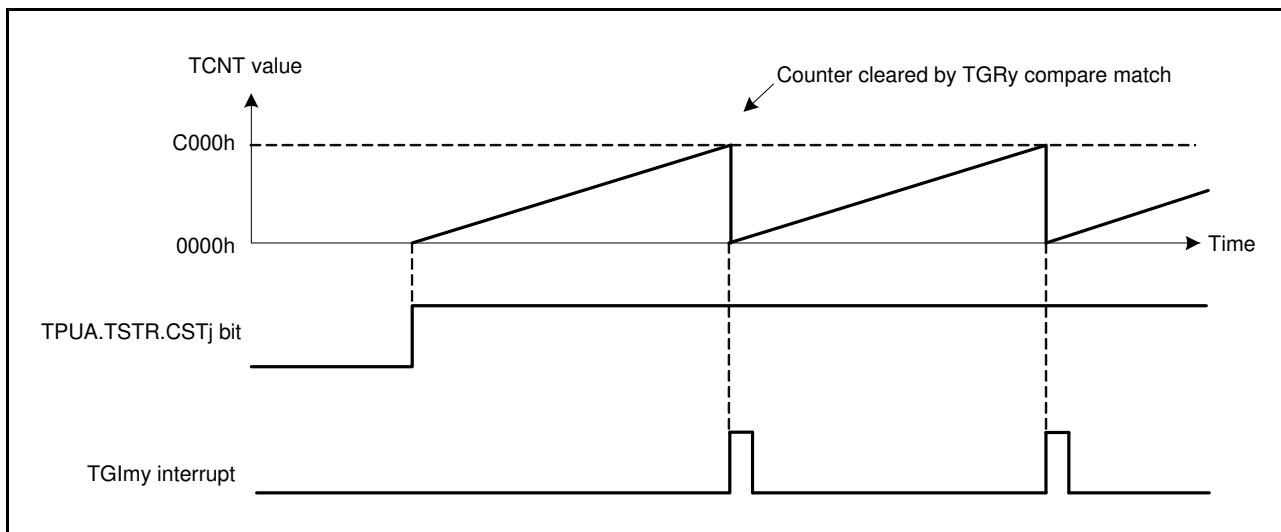 TCNT value
Counter cleared by TGRy compare match
C000h
0000h
Time
TPUA.TSTR.CSTj bit
TGImy interrupt